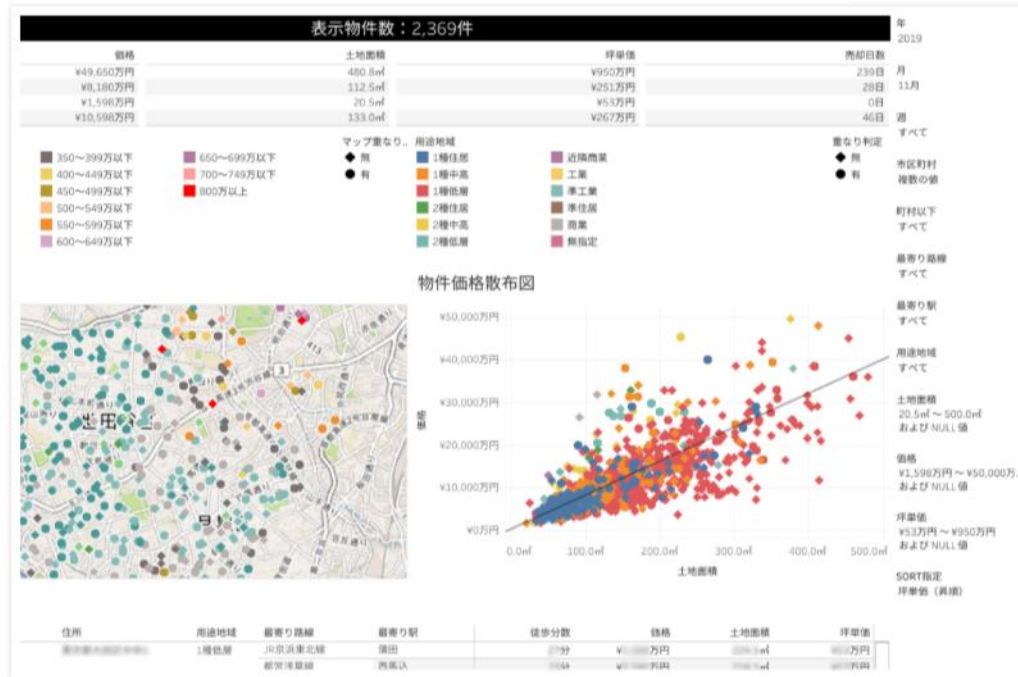 表示物件数：2,369件
価格 土地面積 坪単価 売却日数
¥49,650万円 480.8㎡ ¥950万円 239日
¥8,180万円 112.5㎡ ¥251万円 28日
¥1,598万円 20.5㎡ ¥53万円 0日
¥10,598万円 133.0㎡ ¥267万円 46日
マップ重なり..
無
有
350～399万以下
400～449万以下
450～499万以下
500～549万以下
550～599万以下
600～649万以下
650～699万以下
700～749万以下
800万以上
用途地域
1種住居
1種中高
1種低層
2種住居
2種中高
2種低層
近隣商業
工業
準工業
準住居
商業
無指定
重なり判定
無
有
物件価格散布図
3
413
価格
¥50,000万円
¥40,000万円
¥30,000万円
¥20,000万円
¥10,000万円
¥0万円
0.0㎡ 100.0㎡ 200.0㎡ 300.0㎡ 400.0㎡ 500.0㎡
土地面積
住所 用途地域 最寄り路線 最寄り駅 徒歩分数 価格 土地面積 坪単価
1種低層 JR京浜東北線 蒲田 分 万円 ㎡ 万円
都営浅草線 西馬込
年
2019
月
11月
週
すべて
市区町村
複数の値
町村以下
すべて
最寄り路線
すべて
最寄り駅
すべて
用途地域
すべて
土地面積
20.5㎡ ～ 500.0㎡
および NULL 値
価格
¥1,598万円 ～ ¥50,000万.
および NULL 値
坪単価
¥53万円 ～ ¥950万円
および NULL 値
SORT指定
坪単価（昇順）